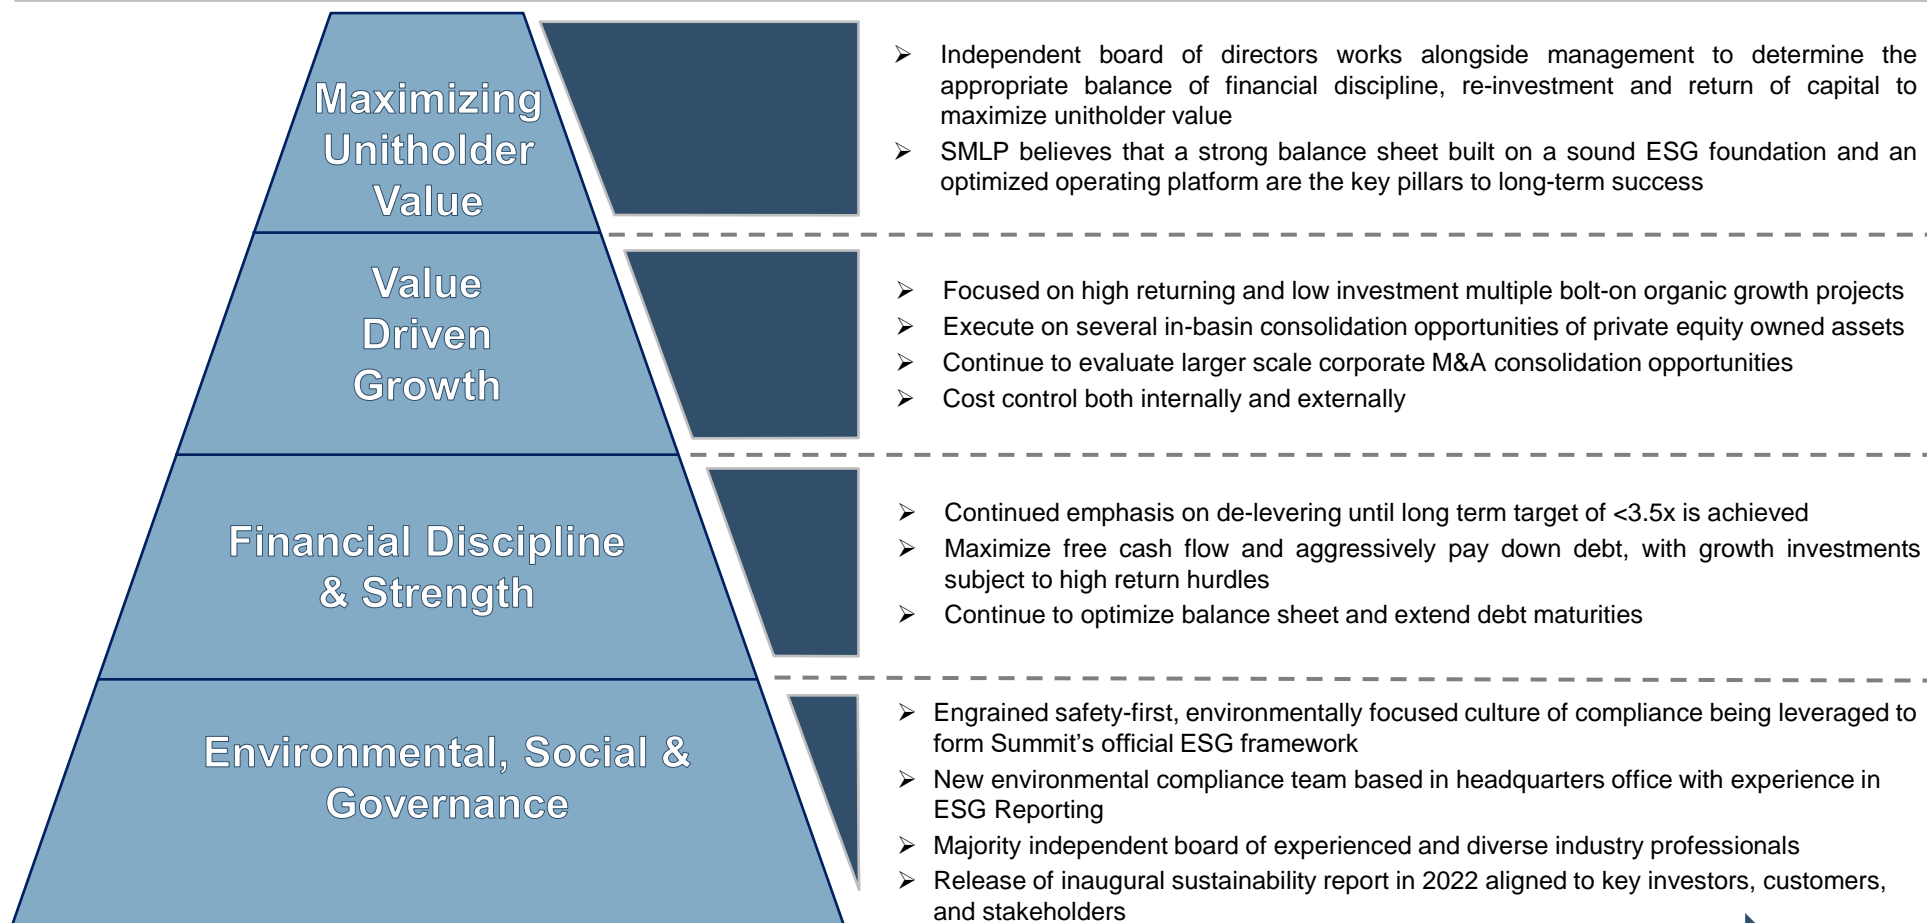 Maximizing
Unitholder
Value
➢ Independent board of directors works alongside management to determine the
appropriate balance of financial discipline, re-investment and return of capital to
maximize unitholder value
➢ SMLP believes that a strong balance sheet built on a sound ESG foundation and an
optimized operating platform are the key pillars to long-term success
Value
Driven
Growth
➢ Focused on high returning and low investment multiple bolt-on organic growth projects
➢ Execute on several in-basin consolidation opportunities of private equity owned assets
➢ Continue to evaluate larger scale corporate M&A consolidation opportunities
➢ Cost control both internally and externally
Financial Discipline
& Strength
➢ Continued emphasis on de-levering until long term target of <3.5x is achieved
➢ Maximize free cash flow and aggressively pay down debt, with growth investments
subject to high return hurdles
➢ Continue to optimize balance sheet and extend debt maturities
Environmental, Social &
Governance
➢ Engrained safety-first, environmentally focused culture of compliance being leveraged to
form Summit’s official ESG framework
➢ New environmental compliance team based in headquarters office with experience in
ESG Reporting
➢ Majority independent board of experienced and diverse industry professionals
➢ Release of inaugural sustainability report in 2022 aligned to key investors, customers,
and stakeholders